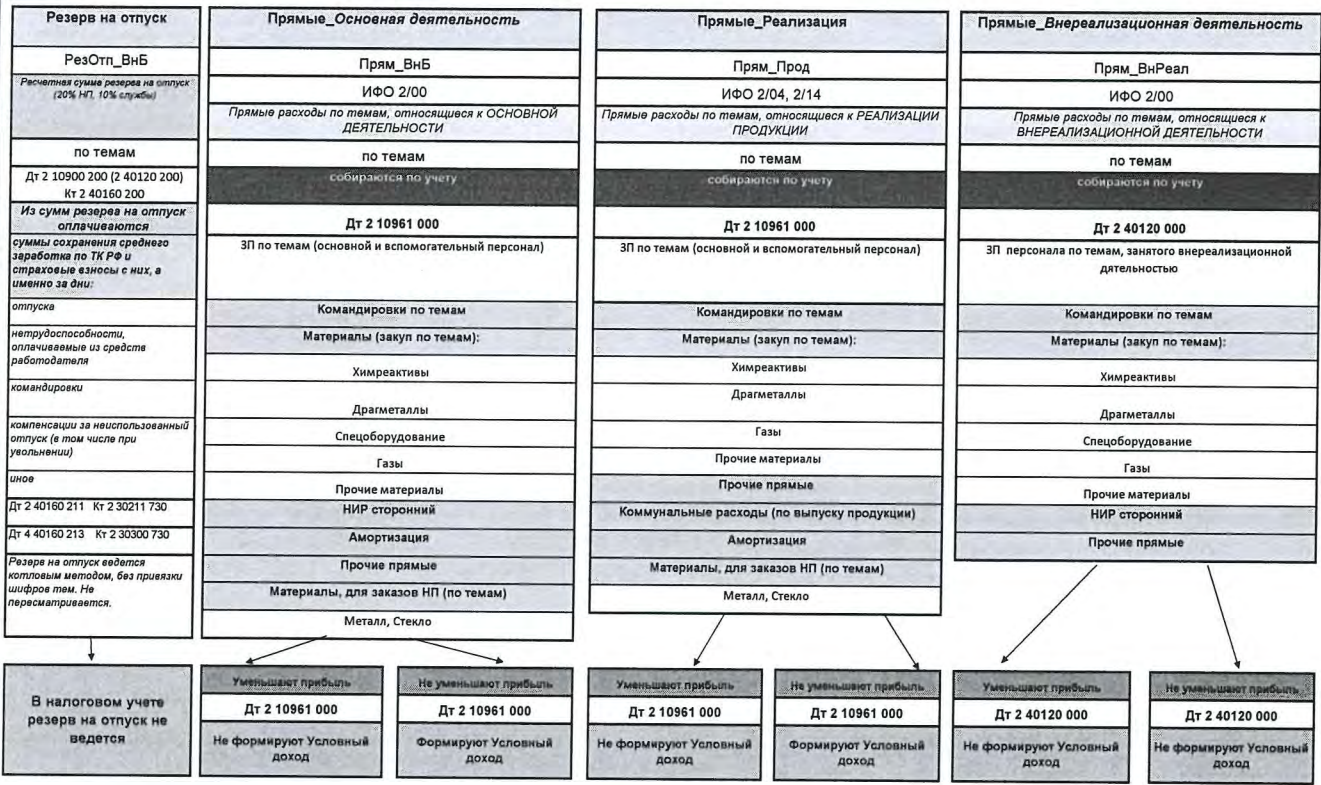 Резерв на отпуск
РезОтп_ВнБ
Расчетная сумма резерва на отпуск
(20% НП, 10% службы)
по темам
Дт 2 10900 200 (2 40120 200)
Кт 2 40160 200
Из сумм резерва на отпуск
оплачиваются
суммы сохранения среднего
заработка по ТК РФ и
страховые взносы с них, а
именно за дни:
отпуска
нетрудоспособности,
оплачиваемые из средств
работодателя
командировки
компенсации за неиспользованный
отпуск (в том числе при
увольнении)
иное
Дт 2 40160 211 Кт 2 30211 730
Дт 4 40160 213 Кт 2 30300 730
Резерв на отпуск ведется
котловым методом, без привязки
шифров тем. Не
пересматривается.
В налоговом учете
резерв на отпуск не
ведется
Прямые_Основная деятельность
Прям_ВнБ
ИФО 2/00
Прямые расходы по темам, относящиеся к ОСНОВНОЙ
ДЕЯТЕЛЬНОСТИ
по темам
собираются по учету
Дт 2 10961 000
ЗП по темам (основной и вспомогательный персонал)
Командировки по темам
Материалы (закуп по темам):
Химреактивы
Драгметаллы
Спецоборудование
Газы
Прочие материалы
НИР сторонний
Амортизация
Прочие прямые
Материалы, для заказов НП (по темам)
Металл, Стекло
Уменьшают прибыль
Дт 2 10961 000
Не формируют Условный
доход
Не уменьшают прибыль
Дт 2 10961 000
Формируют Условный
доход
Прямые_Реализация
Прям_Прод
ИФО 2/04, 2/14
Прямые расходы по темам, относящиеся к РЕАЛИЗАЦИИ
ПРОДУКЦИИ
по темам
собираются по учету
Дт 2 10961 000
ЗП по темам (основной и вспомогательный персонал)
Командировки по темам
Материалы (закуп по темам):
Химреактивы
Драгметаллы
Газы
Прочие материалы
Прочие прямые
Коммунальные расходы (по выпуску продукции)
Амортизация
Материалы, для заказов НП (по темам)
Металл, Стекло
Уменьшают прибыль
Дт 2 10961 000
Не формируют Условный
доход
Не уменьшают прибыль
Дт 2 10961 000
Формируют Условный
доход
Прямые_Внереализационная деятельность
Прям_ВнРеал
ИФО 2/00
Прямые расходы по темам, относящиеся к
ВНЕРЕАЛИЗАЦИОННОЙ ДЕЯТЕЛЬНОСТИ
по темам
собираются по учету
Дт 2 40120 000
ЗП персонала по темам, занятого внереализационной
дятельностью
Командировки по темам
Материалы (закуп по темам):
Химреактивы
Драгметаллы
Спецоборудование
Газы
Прочие материалы
НИР сторонний
Прочие прямые
Уменьшают прибыль
Дт 2 40120 000
Не формируют Условный
доход
Не уменьшают прибыль
Дт 2 40120 000
Не формируют Условный
доход